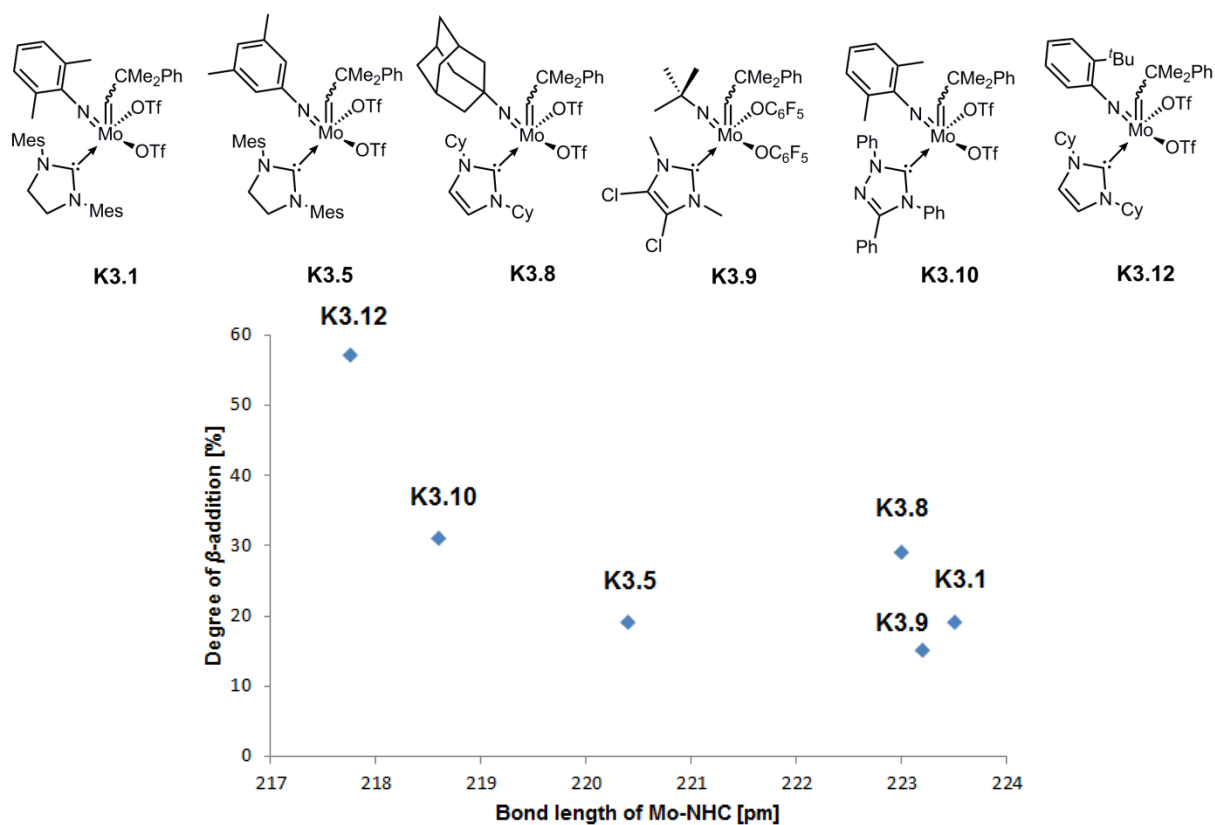 CMe2Ph
N
OTf
Mo
OTf
Mes
N
N
Mes
K3.1
CMe2Ph
N
OTf
Mo
OTf
Mes
N
N
Mes
K3.5
CMe2Ph
N
OTf
Mo
OTf
Cy
N
N
Cy
K3.8
CMe2Ph
N
OC6F5
Mo
OC6F5
N
Cl
N
Cl
K3.9
CMe2Ph
N
OTf
Mo
OTf
Ph
N
N
N
Ph
Ph
K3.10
tBu
CMe2Ph
N
OTf
Mo
OTf
Cy
N
N
Cy
K3.12
Degree of β-addition [%]
60
50
40
30
20
10
0
K3.12
K3.10
K3.5
K3.8
K3.1
K3.9
217 218 219 220 221 222 223 224
Bond length of Mo-NHC [pm]